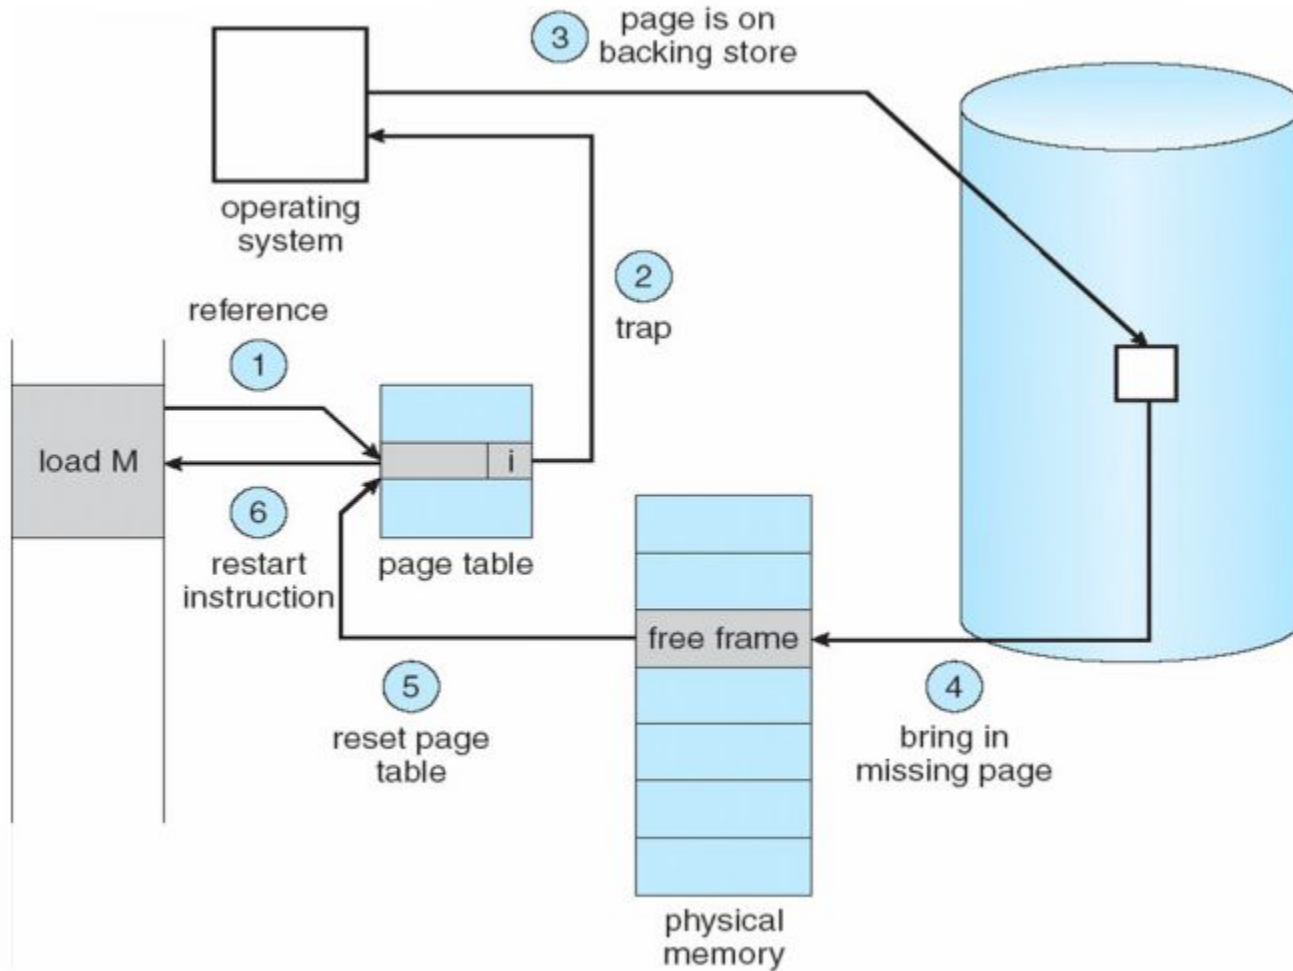 3
page is on
backing store
operating
system
2
trap
reference
1
load M
i
6
restart
instruction
page table
free frame
5
reset page
table
4
bring in
missing page
physical
memory